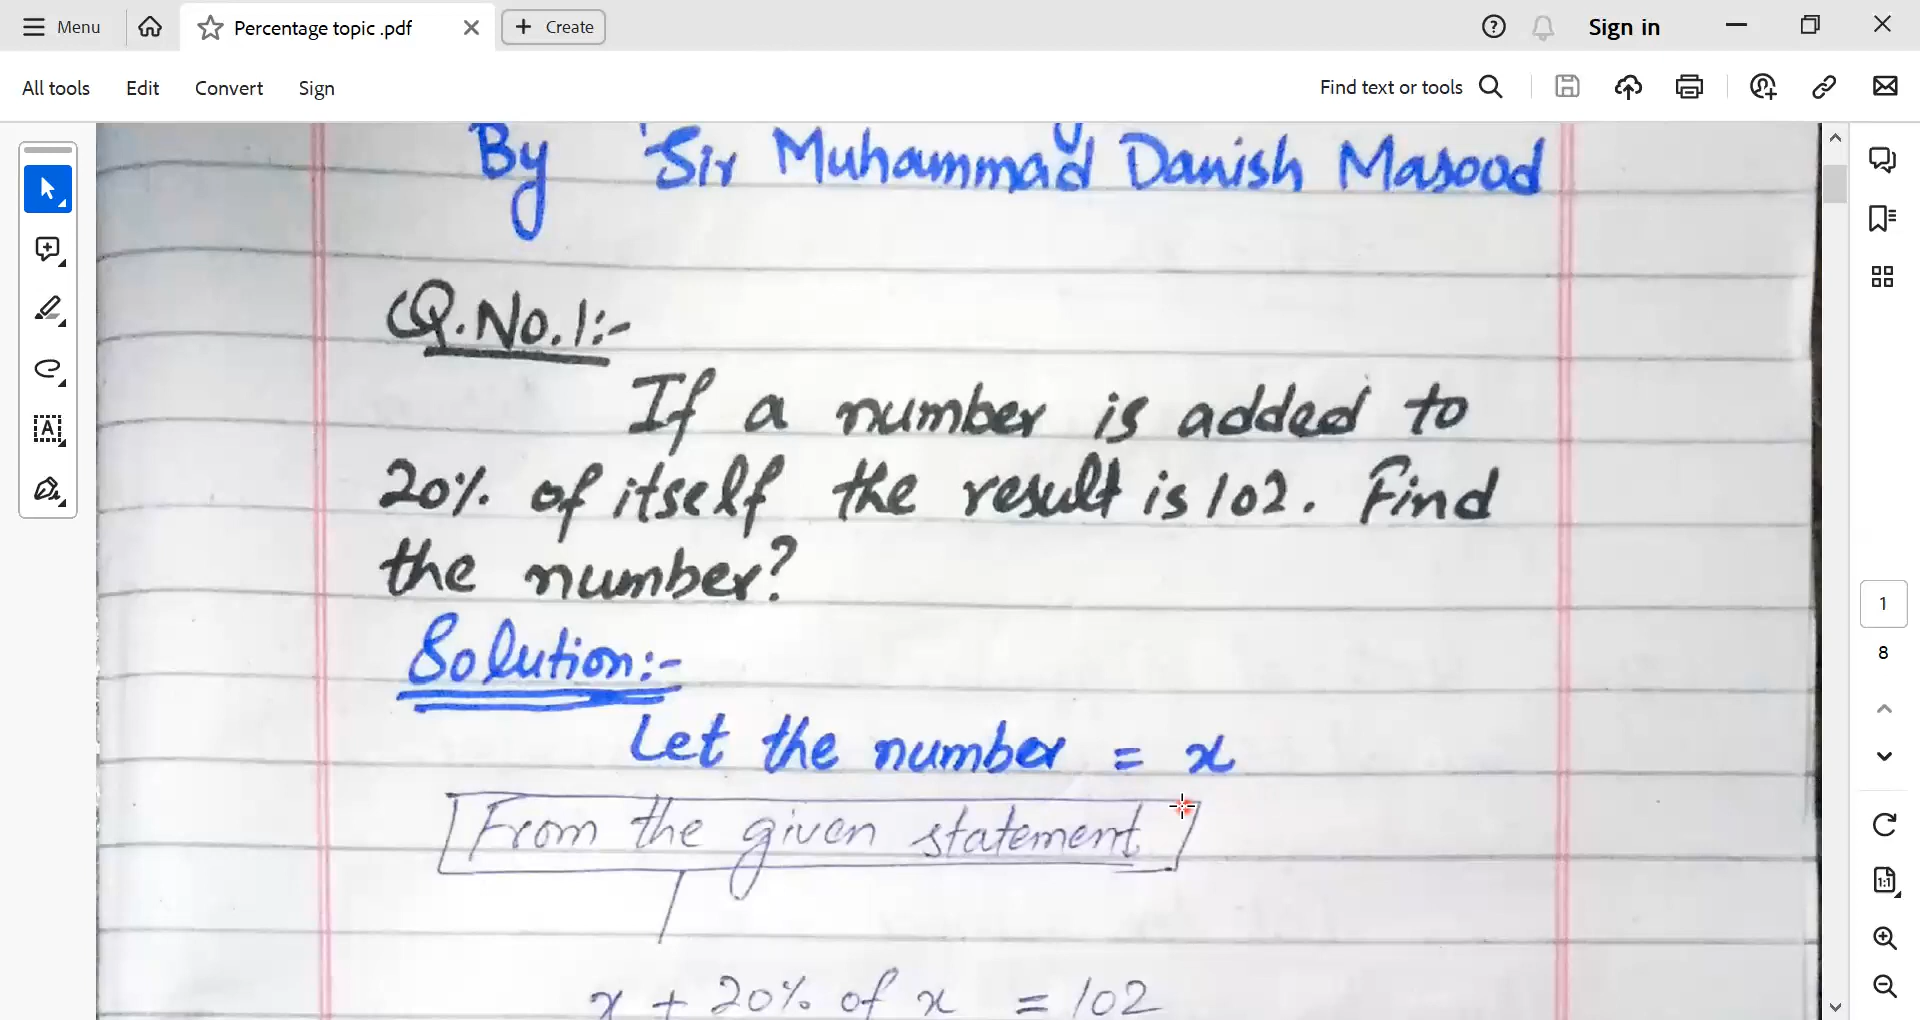 Menu
Percentage topic .pdf
Create
Sign in
All tools Edit Convert Sign
Find text or tools
By Sir Muhammad Danish Masood
Q.No.1:-
If a number is added to
20% of itself the result is 102. Find
the number?
Solution:-
Let the number = x
From the given statement
x + 20% of x = 102
1
8